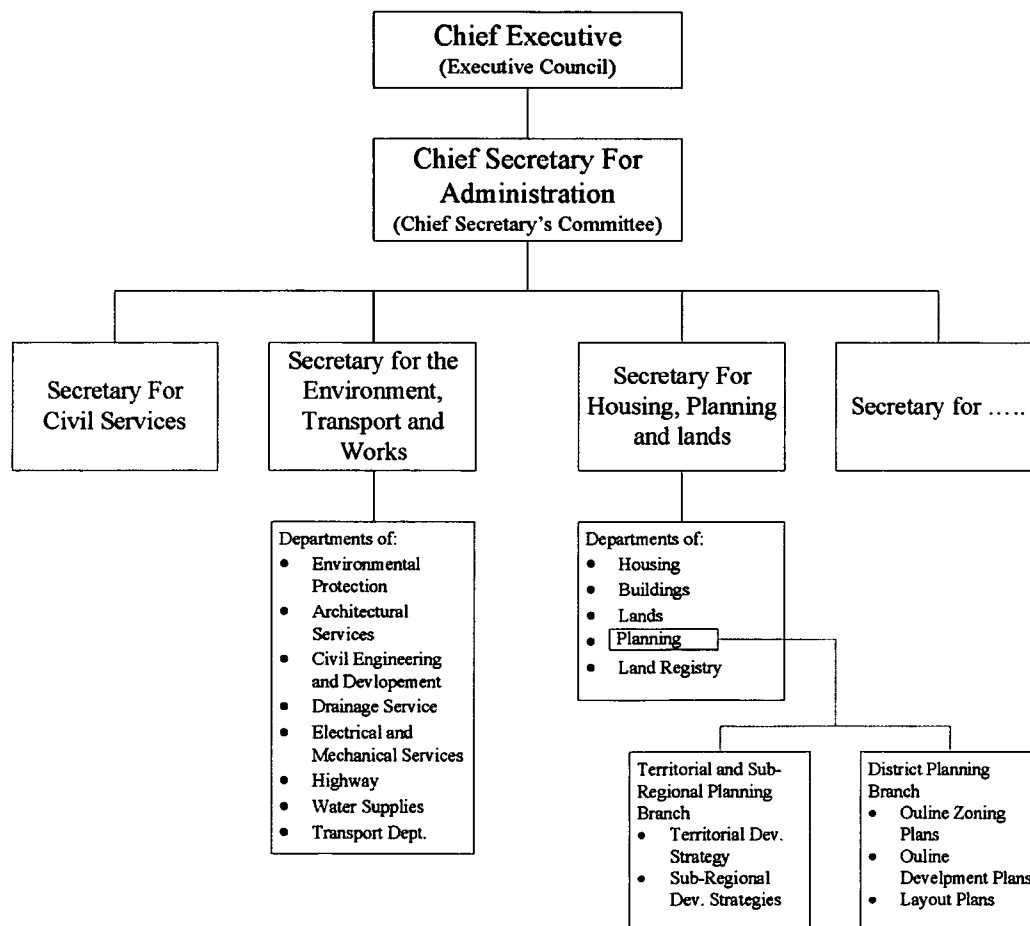 Chief Executive
(Executive Council)
Chief Secretary For
Administration
(Chief Secretary's Committee)
Secretary For
Civil Services
Secretary for the
Environment,
Transport and
Works
Secretary For
Housing, Planning
and lands
Secretary for …..
Departments of:
● Environmental
Protection
● Architectural
Services
● Civil Engineering
and Devlopement
● Drainage Service
● Electrical and
Mechanical Services
● Highway
● Water Supplies
● Transport Dept.
Departments of:
● Housing
● Buildings
● Lands
● Planning
● Land Registry
Territorial and Sub-
Regional Planning
Branch
● Territorial Dev.
Strategy
● Sub-Regional
Dev. Strategies
District Planning
Branch
● Ouline Zoning
Plans
● Ouline
Develpment Plans
● Layout Plans